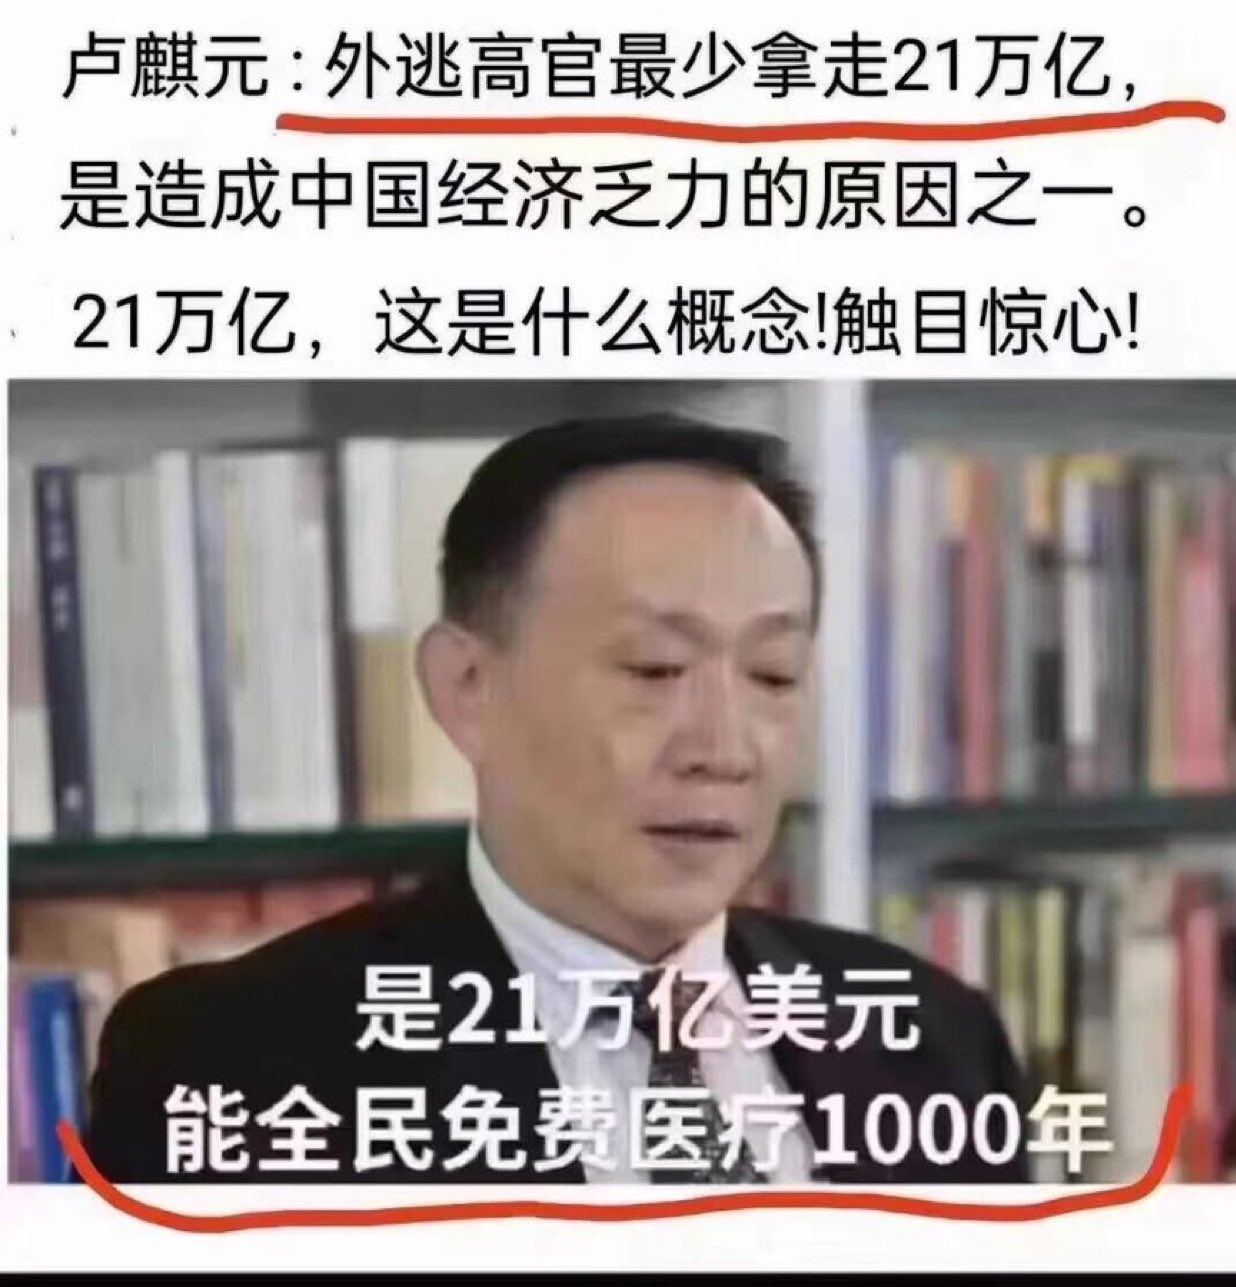 卢麒元：外逃高官最少拿走21万亿，
是造成中国经济乏力的原因之一。
21万亿，这是什么概念!触目惊心!
是21万亿美元
能全民免费医疗1000年